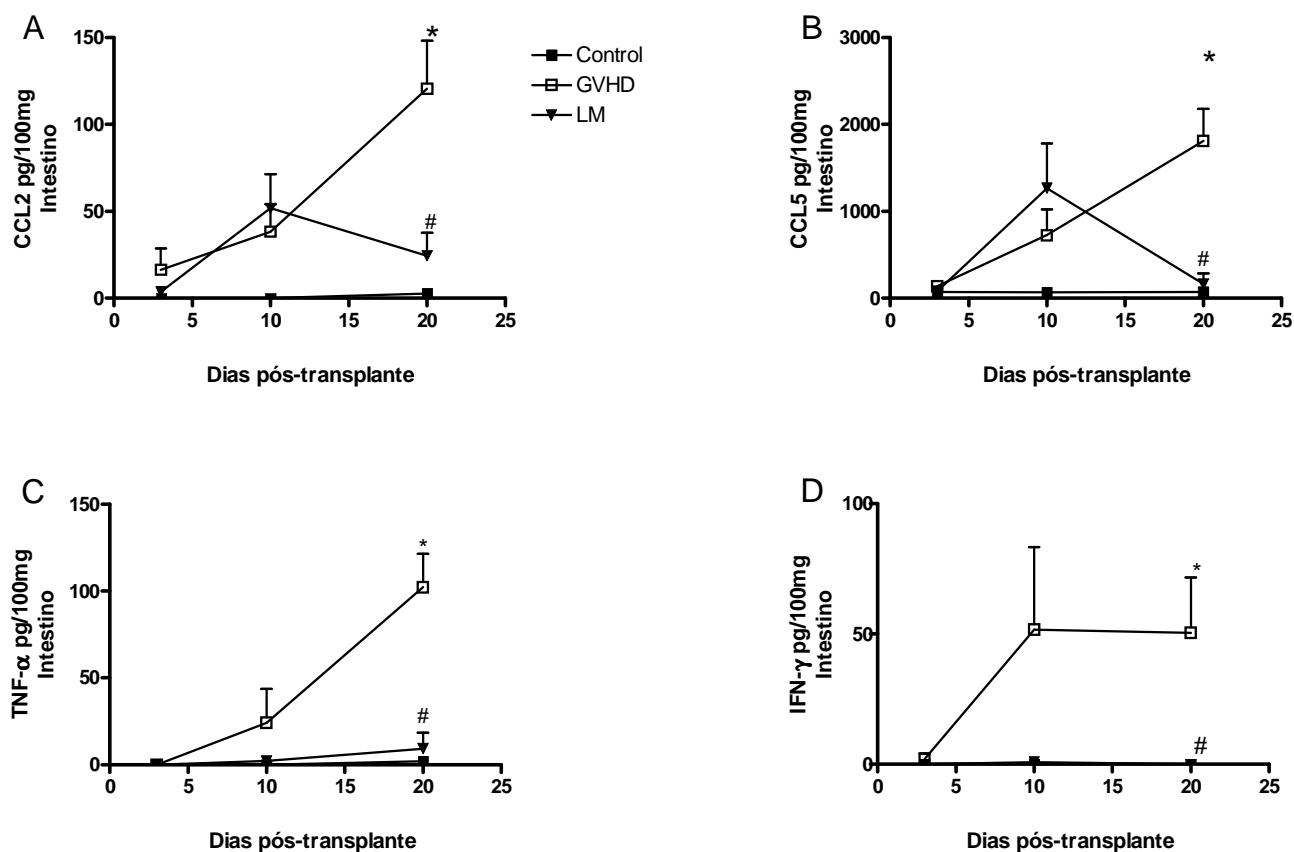 A
CCL2 pg/100mg
Intestino
150
100
50
0
*
#
0 5 10 15 20 25
Dias pós-transplante
Control
GVHD
LM
B
CCL5 pg/100mg
Intestino
3000
2000
1000
0
*
#
0 5 10 15 20 25
Dias pós-transplante
C
TNF-α pg/100mg
Intestino
150
100
50
0
*
#
0 5 10 15 20 25
Dias pós-transplante
D
IFN-γ pg/100mg
Intestino
100
50
0
*
#
0 5 10 15 20 25
Dias pós-transplante